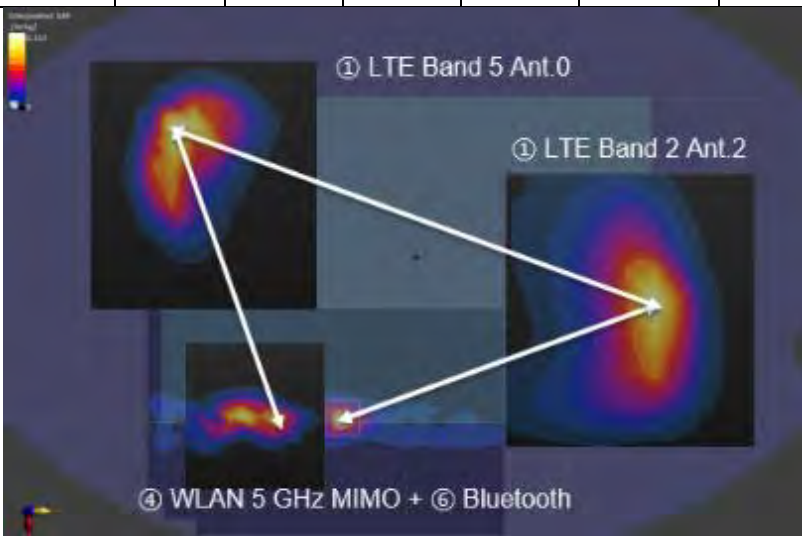 ① LTE Band 5 Ant.0
① LTE Band 2 Ant.2
④ WLAN 5 GHz MIMO + ⑥ Bluetooth